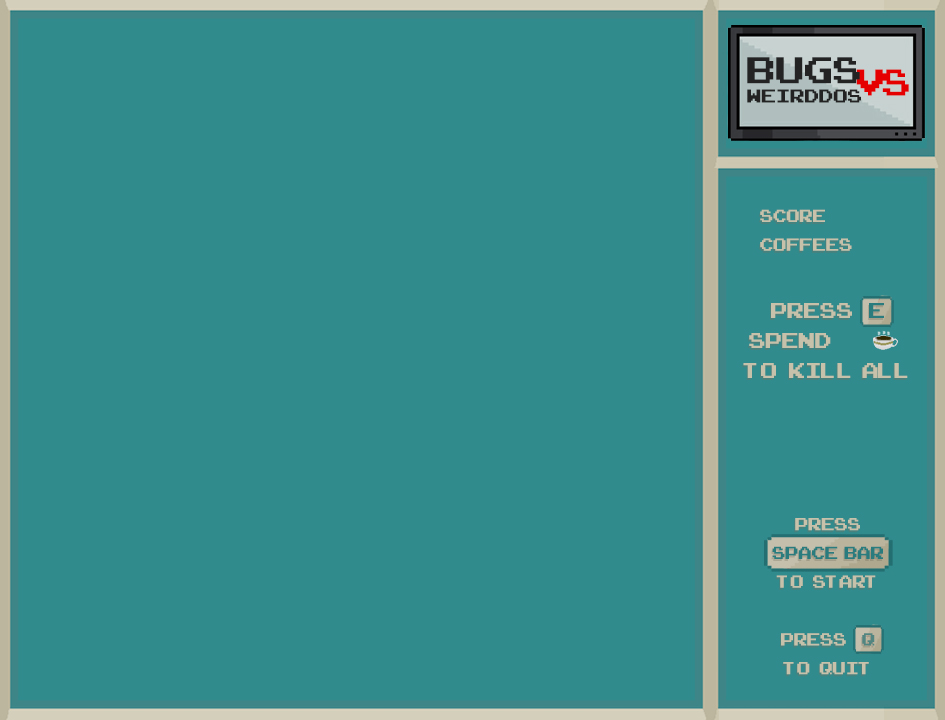 BUGS
VS
WEIRDDOS
SCORE
COFFEES
PRESS E
SPEND
TO KILL ALL
PRESS
SPACE BAR
TO START
PRESS Q
TO QUIT